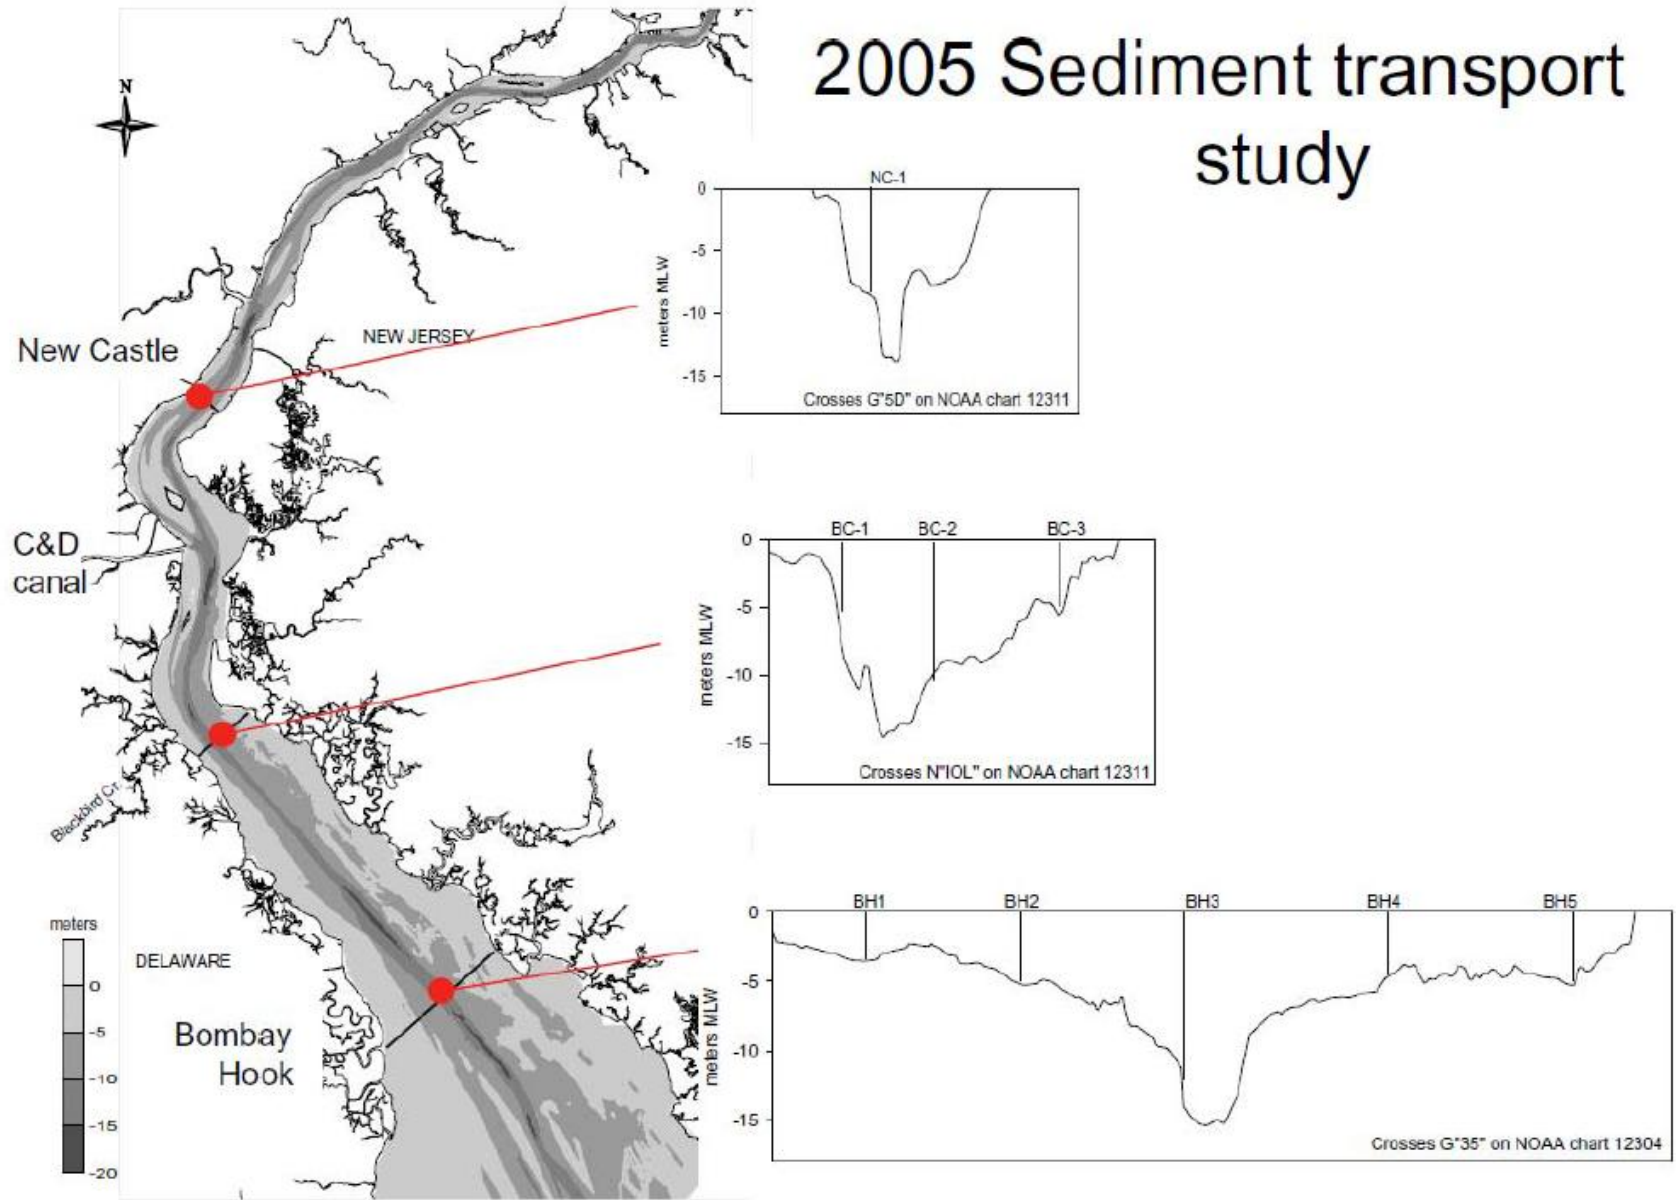 2005 Sediment transport
study
N
New Castle
NEW JERSEY
C&D
canal
Blackbird Cr.
meters
0
-5
-10
-15
-20
DELAWARE
Bombay
Hook
NC-1
0
-5
-10
-15
meters MLW
Crosses G"5D" on NOAA chart 12311
BC-1 BC-2 BC-3
0
-5
-10
-15
meters MLW
Crosses N"IOL" on NOAA chart 12311
BH1 BH2 BH3 BH4 BH5
0
-5
-10
-15
meters MLW
Crosses G"35" on NOAA chart 12304